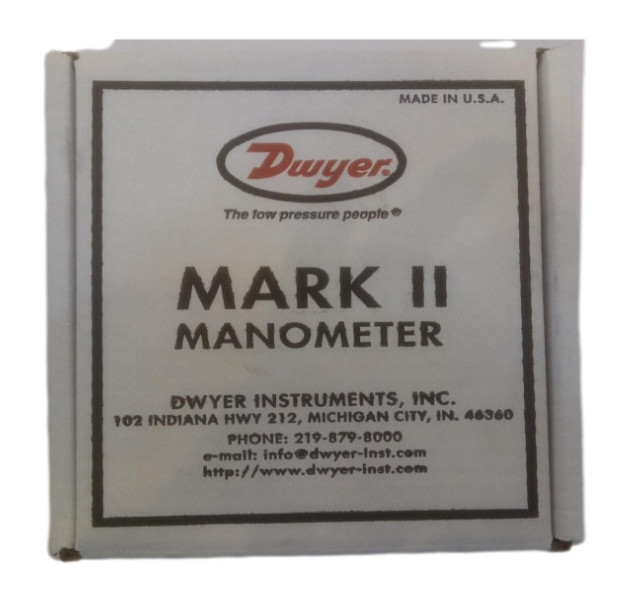 MADE IN U.S.A.
Dwyer®
The low pressure people®
MARK II
MANOMETER
DWYER INSTRUMENTS, INC.
102 INDIANA HWY 212, MICHIGAN CITY, IN. 46360
PHONE: 219-879-8000
e-mail: info@dwyer-inst.com
http://www.dwyer-inst.com